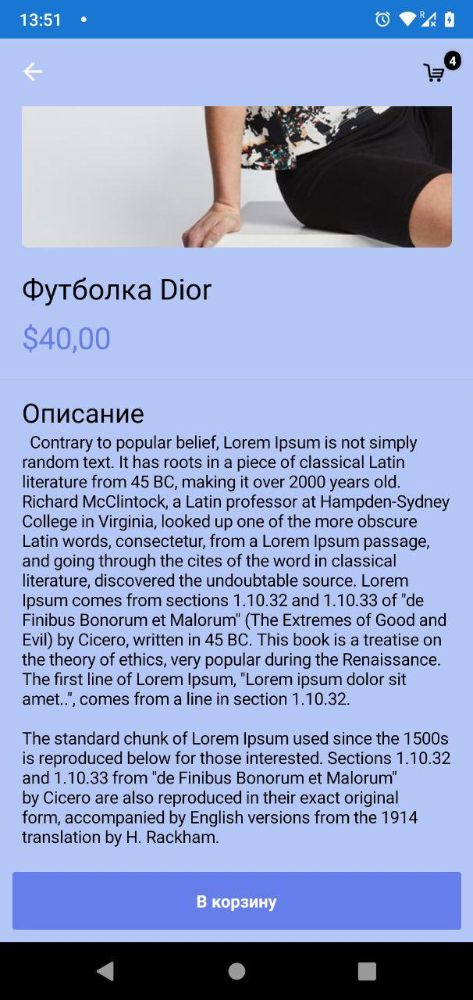 13:51
R
4
Футболка Dior
$40,00
Описание
Contrary to popular belief, Lorem Ipsum is not simply
random text. It has roots in a piece of classical Latin
literature from 45 BC, making it over 2000 years old.
Richard McClintock, a Latin professor at Hampden-Sydney
College in Virginia, looked up one of the more obscure
Latin words, consectetur, from a Lorem Ipsum passage,
and going through the cites of the word in classical
literature, discovered the undoubtable source. Lorem
Ipsum comes from sections 1.10.32 and 1.10.33 of "de
Finibus Bonorum et Malorum" (The Extremes of Good and
Evil) by Cicero, written in 45 BC. This book is a treatise on
the theory of ethics, very popular during the Renaissance.
The first line of Lorem Ipsum, "Lorem ipsum dolor sit
amet..", comes from a line in section 1.10.32.
The standard chunk of Lorem Ipsum used since the 1500s
is reproduced below for those interested. Sections 1.10.32
and 1.10.33 from "de Finibus Bonorum et Malorum"
by Cicero are also reproduced in their exact original
form, accompanied by English versions from the 1914
translation by H. Rackham.
В корзину